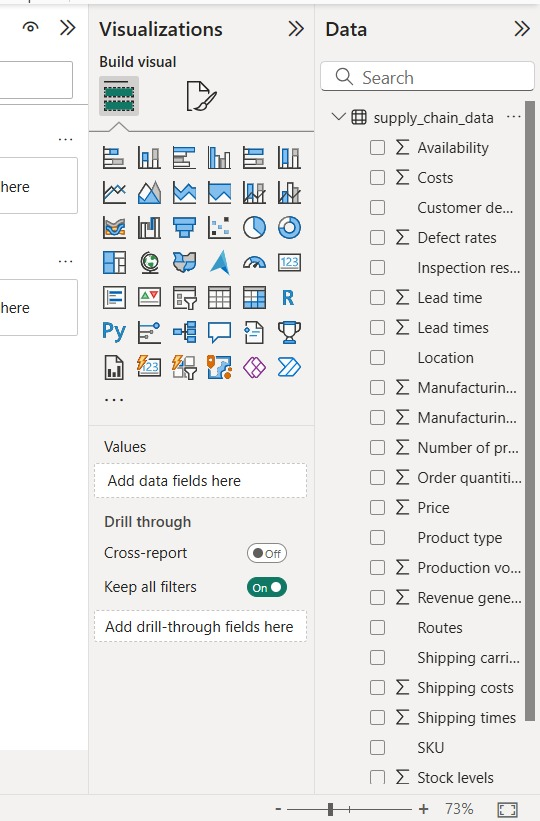 Visualizations
Data
Build visual
Search
here
here
supply_chain_data
Availability
Costs
Customer de...
Defect rates
Inspection res...
Lead time
Lead times
Location
Manufacturin...
Manufacturin...
Number of pr...
Order quantiti...
Price
Product type
Production vo...
Revenue gene...
Routes
Shipping carri...
Shipping costs
Shipping times
SKU
Stock levels
123
R
Py
123
...
Values
Add data fields here
Drill through
Cross-report
Off
Keep all filters
On
Add drill-through fields here
- + 73%